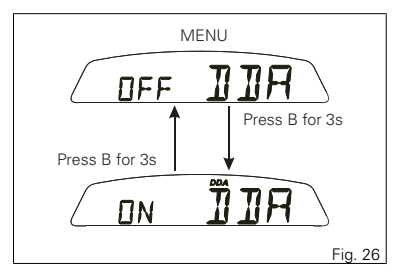 MENU
OFF DDA
Press B for 3s
Press B for 3s
DDA
ON DDA
Fig. 26